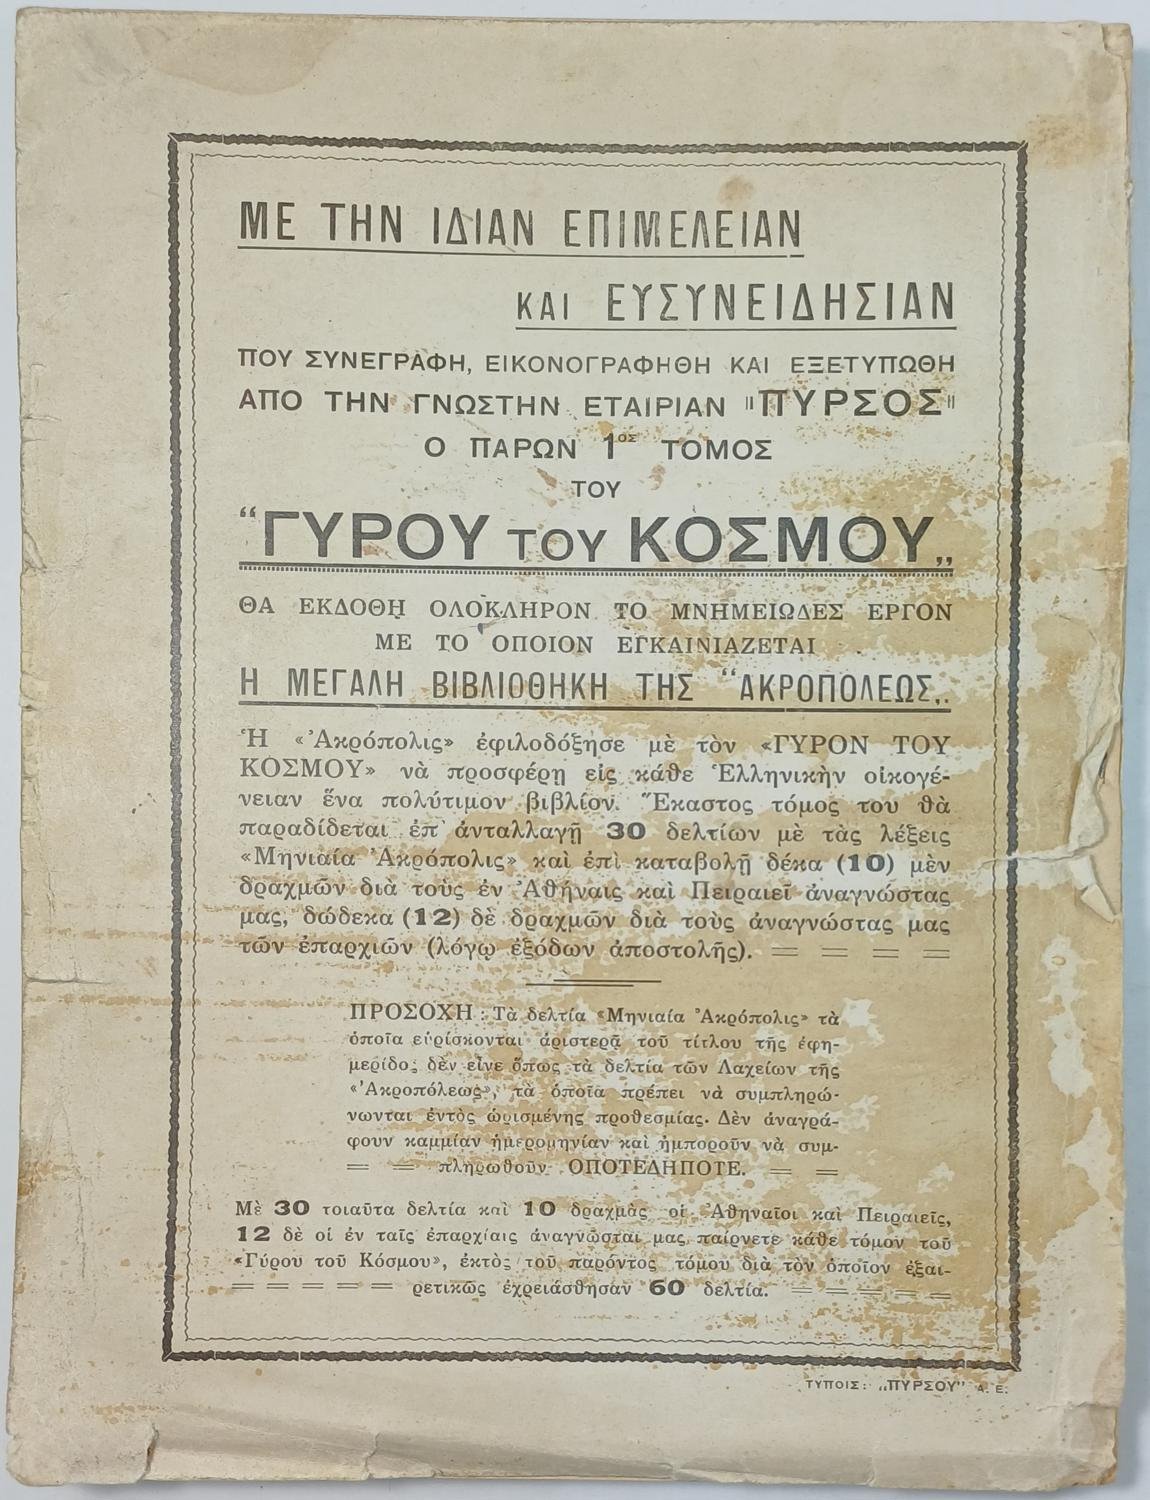 ΜΕ ΤΗΝ ΙΔΙΑΝ ΕΠΙΜΕΛΕΙΑΝ
ΚΑΙ ΕΥΣΥΝΕΙΔΗΣΙΑΝ
ΠΟΥ ΣΥΝΕΓΡΑΦΗ, ΕΙΚΟΝΟΓΡΑΦΗΘΗ ΚΑΙ ΕΞΕΤΥΠΩΘΗ
ΑΠΟ ΤΗΝ ΓΝΩΣΤΗΝ ΕΤΑΙΡΙΑΝ "ΠΥΡΣΟΣ"
Ο ΠΑΡΩΝ 1ΟΣ ΤΟΜΟΣ
ΤΟΥ
“ΓΥΡΟΥ ΤΟΥ ΚΟΣΜΟΥ„
ΘΑ ΕΚΔΟΘῌ ΟΛΟΚΛΗΡΟΝ ΤΟ ΜΝΗΜΕΙΩΔΕΣ ΕΡΓΟΝ
ΜΕ ΤΟ ΟΠΟΙΟΝ ΕΓΚΑΙΝΙΑΖΕΤΑΙ
Η ΜΕΓΑΛΗ ΒΙΒΛΙΟΘΗΚΗ ΤΗΣ “ΑΚΡΟΠΟΛΕΩΣ„.
Ἡ «Ἀκρόπολις» ἐφιλοδόξησε μὲ τὸν «ΓΥΡΟΝ ΤΟΥ
ΚΟΣΜΟΥ» νὰ προσφέρῃ εἰς κάθε Ἑλληνικὴν οἰκογέ-
νειαν ἕνα πολύτιμον βιβλίον. Ἕκαστος τόμος του θὰ
παραδίδεται ἐπ' ἀνταλλαγῇ 30 δελτίων μὲ τὰς λέξεις
«Μηνιαία Ἀκρόπολις» καὶ ἐπὶ καταβολῇ δέκα (10) μὲν
δραχμῶν διὰ τοὺς ἐν Ἀθήναις καὶ Πειραιεῖ ἀναγνώστας
μας, δώδεκα (12) δὲ δραχμῶν διὰ τοὺς ἀναγνώστας μας
τῶν ἐπαρχιῶν (λόγῳ ἐξόδων ἀποστολῆς).
ΠΡΟΣΟΧΗ: Τὰ δελτία «Μηνιαία Ἀκρόπολις» τὰ
ὁποῖα εὑρίσκονται ἀριστερᾷ τοῦ τίτλου τῆς ἐφη-
μερίδος δὲν εἶνε ὅπως τὰ δελτία τῶν Λαχείων τῆς
«Ἀκροπόλεως», τὰ ὁποῖα πρέπει νὰ συμπληρώ-
νωνται ἐντὸς ὡρισμένης προθεσμίας. Δὲν ἀναγρά-
φουν καμμίαν ἡμερομηνίαν καὶ ἠμποροῦν νὰ συμ-
πληρωθοῦν ΟΠΟΤΕΔΗΠΟΤΕ.
Μὲ 30 τοιαῦτα δελτία καὶ 10 δραχμὰς οἱ Ἀθηναῖοι καὶ Πειραιεῖς,
12 δὲ οἱ ἐν ταῖς ἐπαρχίαις ἀναγνῶσται μας παίρνετε κάθε τόμον τοῦ
«Γύρου τοῦ Κόσμου», ἐκτὸς τοῦ παρόντος τόμου διὰ τὸν ὁποῖον ἐξαι-
ρετικῶς ἐχρειάσθησαν 60 δελτία.
ΤΥΠΟΙΣ: „ΠΥΡΣΟΥ” Α. Ε.